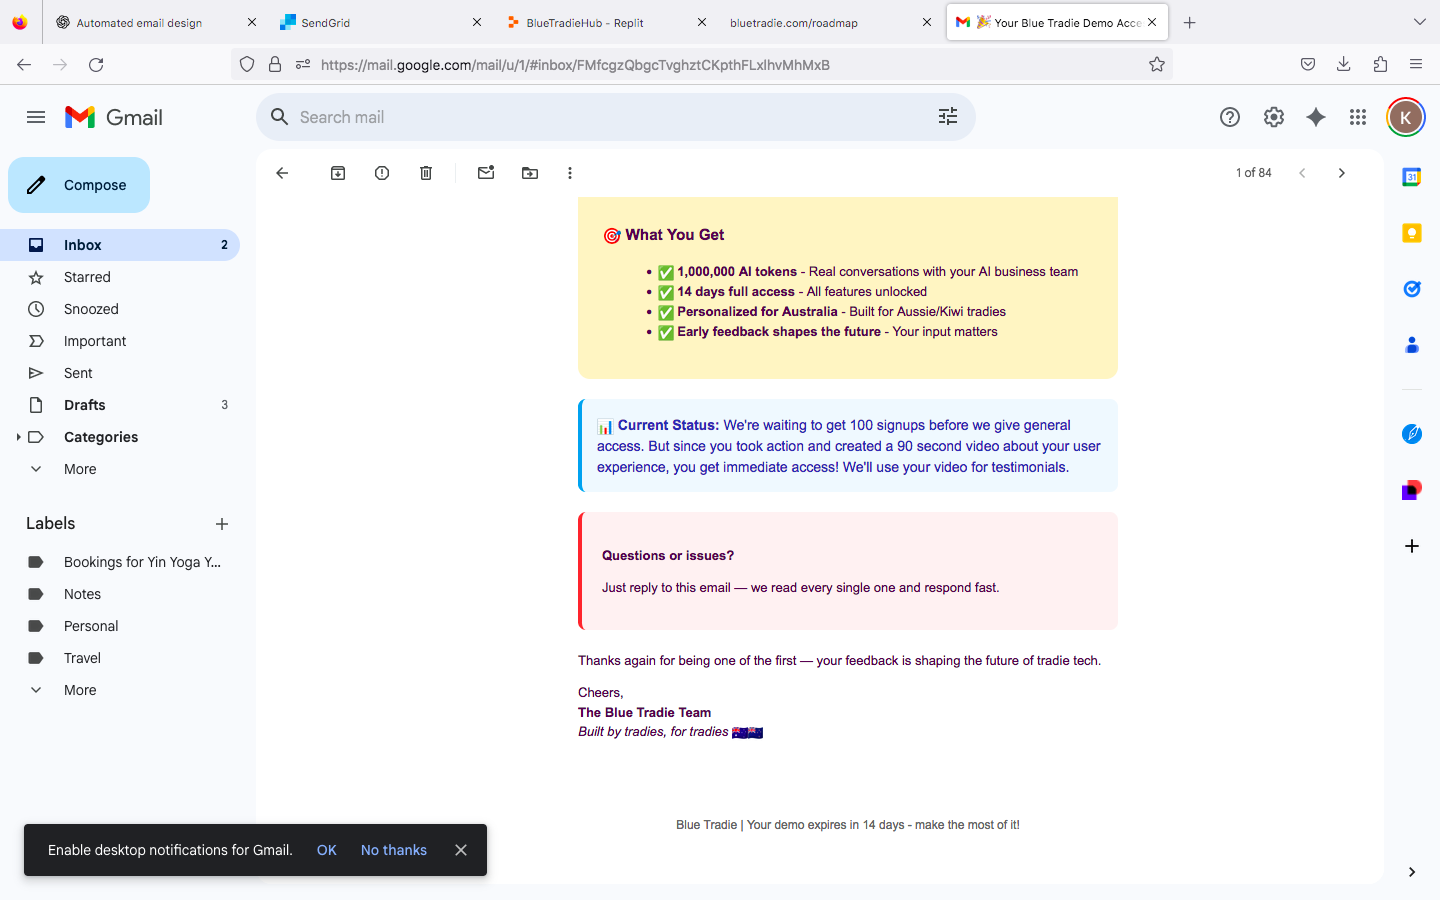 Automated email design
SendGrid
BlueTradieHub - Replit
bluetradie.com/roadmap
🎉 Your Blue Tradie Demo Acce
https://mail.google.com/mail/u/1/#inbox/FMfcgzQbgcTvghztCKpthFLxlhvMhMxB
Gmail
Search mail
K
Compose
1 of 84
31
Inbox 2
Starred
Snoozed
Important
Sent
Drafts 3
Categories
More
Labels
Bookings for Yin Yoga Y...
Notes
Personal
Travel
More
🎯 What You Get
• ✅ 1,000,000 AI tokens - Real conversations with your AI business team
• ✅ 14 days full access - All features unlocked
• ✅ Personalized for Australia - Built for Aussie/Kiwi tradies
• ✅ Early feedback shapes the future - Your input matters
📊 Current Status: We're waiting to get 100 signups before we give general
access. But since you took action and created a 90 second video about your user
experience, you get immediate access! We'll use your video for testimonials.
Questions or issues?
Just reply to this email — we read every single one and respond fast.
Thanks again for being one of the first — your feedback is shaping the future of tradie tech.
Cheers,
The Blue Tradie Team
Built by tradies, for tradies 🇦🇺🇳🇿
Blue Tradie | Your demo expires in 14 days - make the most of it!
Enable desktop notifications for Gmail. OK No thanks